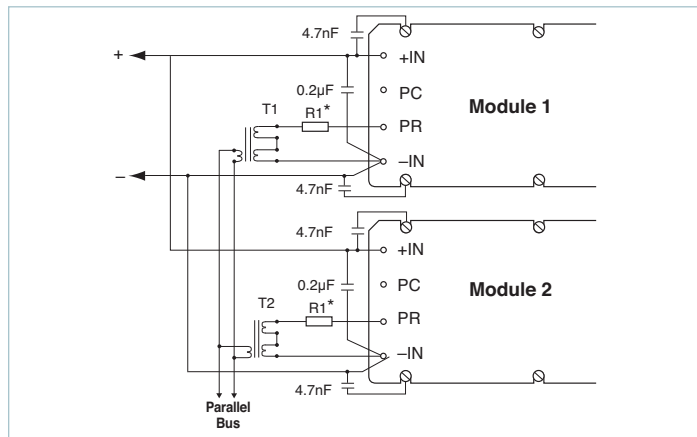 4.7nF
+
+IN
0.2µF
PC
Module 1
T1
R1*
PR
–IN
–
4.7nF
4.7nF
+IN
0.2µF
PC
Module 2
T2
R1*
PR
–IN
4.7nF
Parallel
Bus